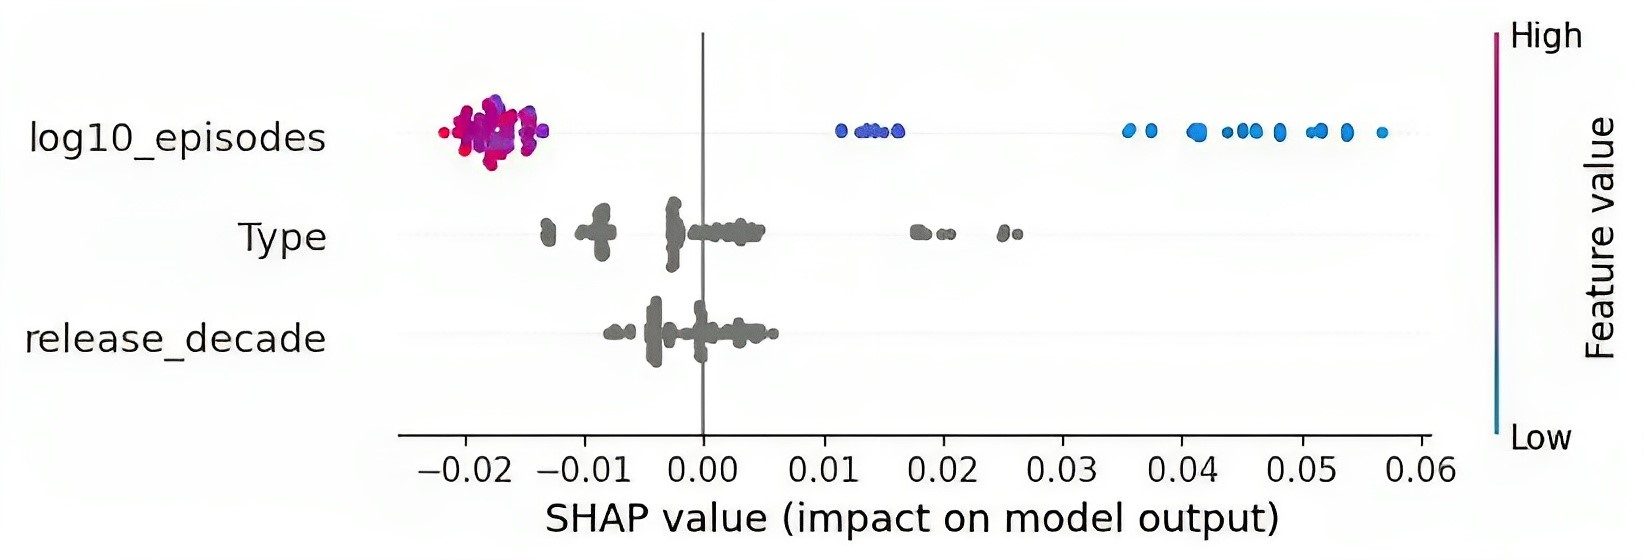 High
log10_episodes
Type
release_decade
Feature value
Low
−0.02 −0.01 0.00 0.01 0.02 0.03 0.04 0.05 0.06
SHAP value (impact on model output)